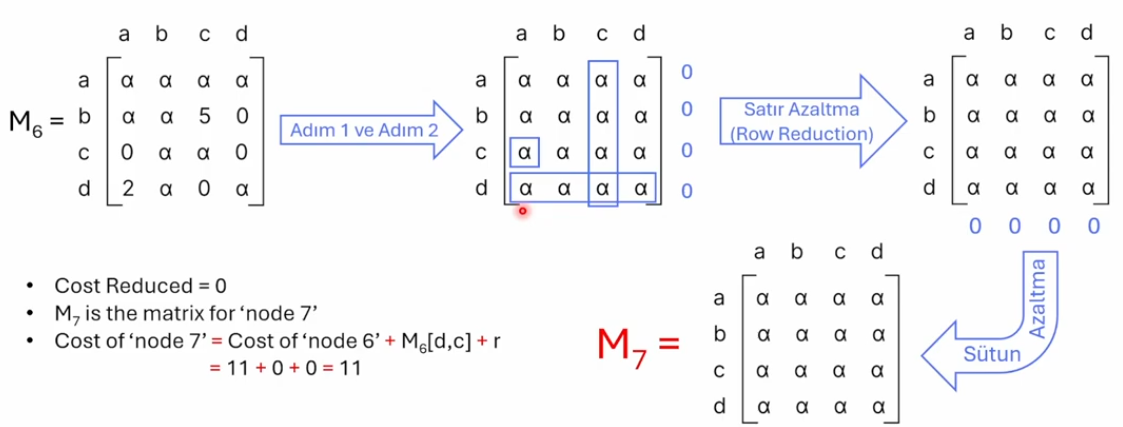 a b c d
a α α α α
M6 = b α α 5 0
c 0 α α 0
d 2 α 0 α
Adım 1 ve Adım 2
a b c d
a α α α α 0
b α α α α 0
c α α α α 0
d α α α α 0
Satır Azaltma
(Row Reduction)
a b c d
a α α α α
b α α α α
c α α α α
d α α α α
0 0 0 0
Sütun Azaltma
• Cost Reduced = 0
• M7 is the matrix for ‘node 7’
• Cost of ‘node 7’ = Cost of ‘node 6’ + M6[d,c] + r
= 11 + 0 + 0 = 11
a b c d
a α α α α
M7 = b α α α α
c α α α α
d α α α α